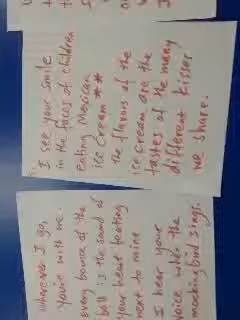 Wherever I go,
you're with me.
every bounce of the
ball is the sound of
your heart beating
next to mine
I hear your
voice the
mockingbird sings.
I see your smile
in the faces of children
eating Mexican
ice cream **
The flavors of the
ice cream are the
tastes of the many
different kisses
we share.